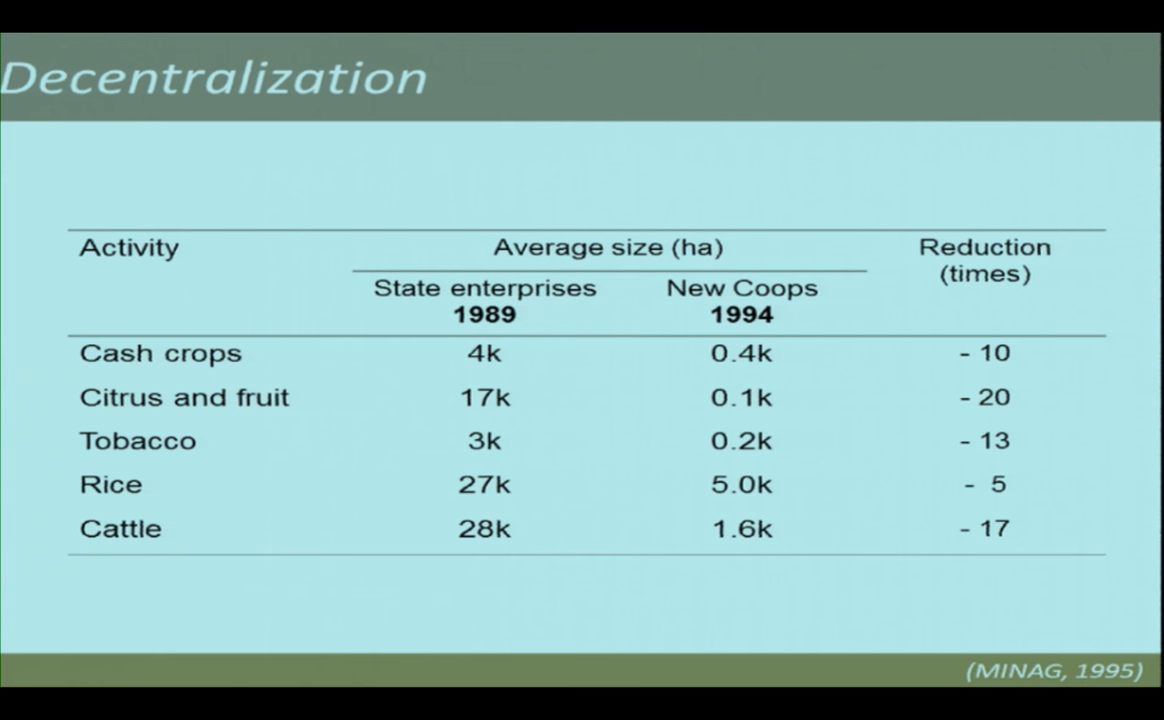 Decentralization
Activity Average size (ha) Reduction
(times)
State enterprises New Coops
1989 1994
Cash crops 4k 0.4k - 10
Citrus and fruit 17k 0.1k - 20
Tobacco 3k 0.2k - 13
Rice 27k 5.0k - 5
Cattle 28k 1.6k - 17
(MINAG, 1995)